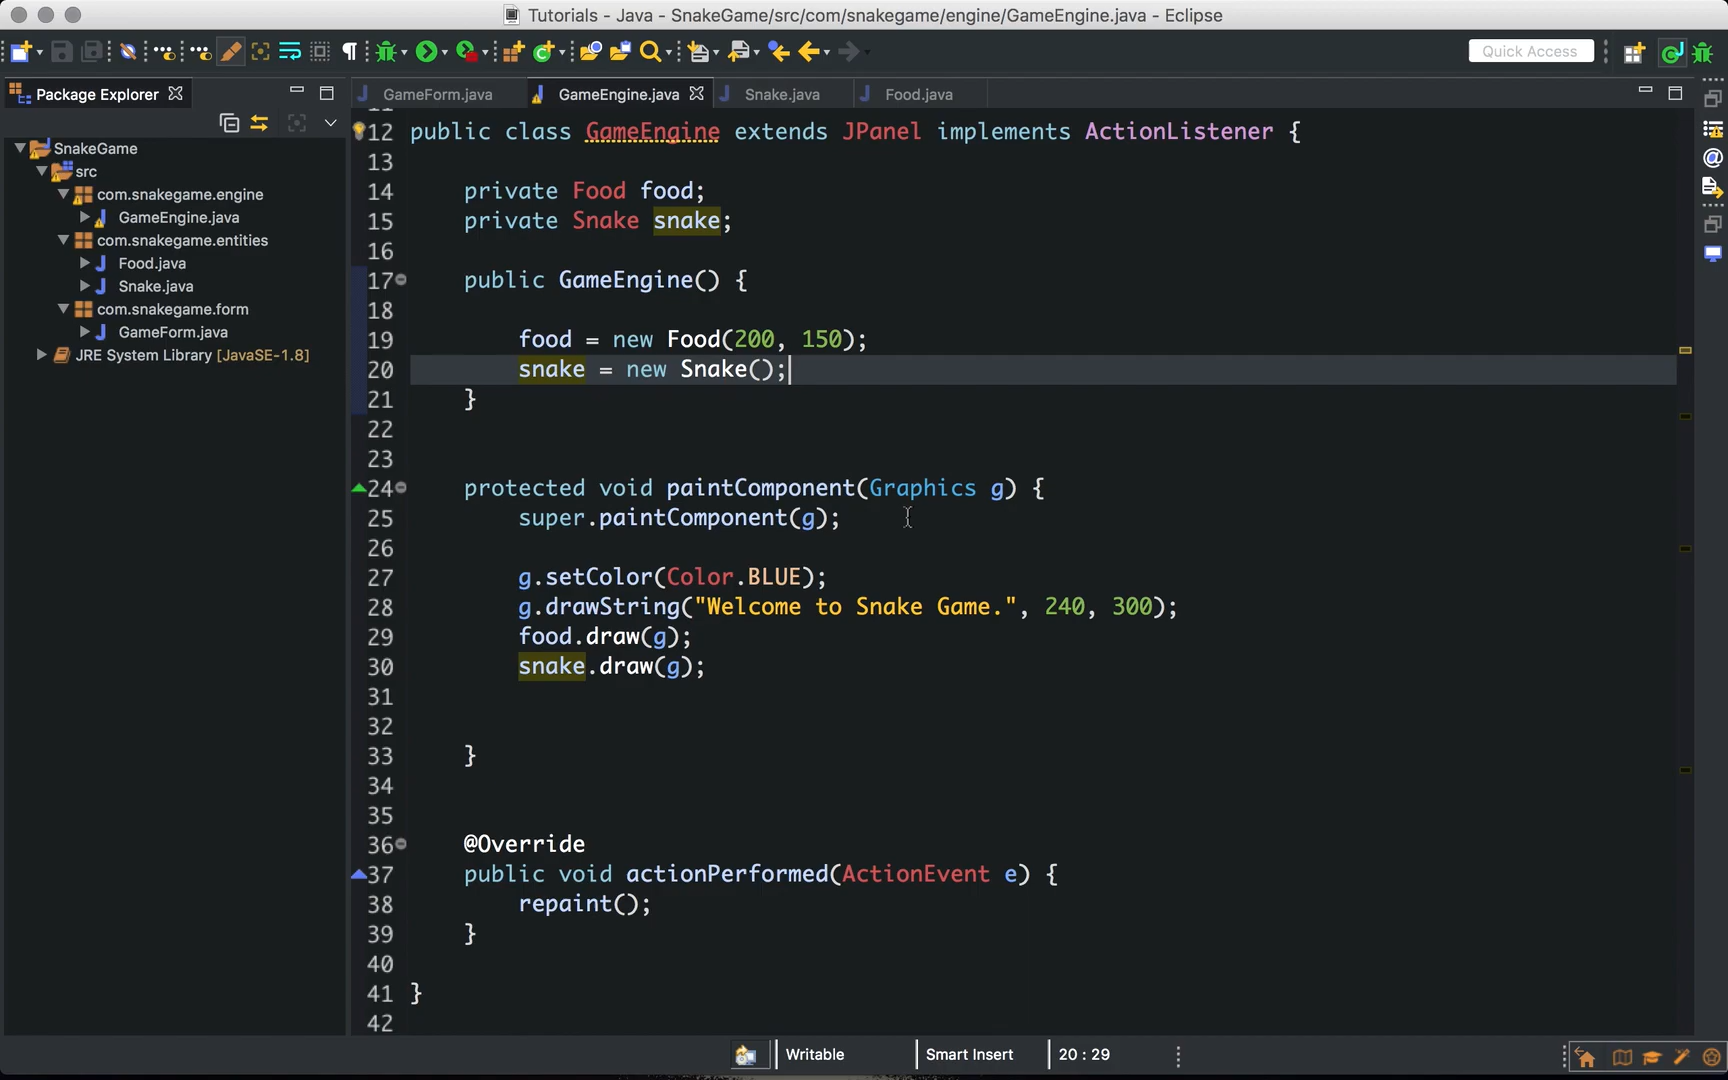 Tutorials - Java - SnakeGame/src/com/snakegame/engine/GameEngine.java - Eclipse
Quick Access
Package Explorer
GameForm.java
GameEngine.java
Snake.java
Food.java
SnakeGame
src
com.snakegame.engine
GameEngine.java
com.snakegame.entities
Food.java
Snake.java
com.snakegame.form
GameForm.java
JRE System Library [JavaSE-1.8]
12 public class GameEngine extends JPanel implements ActionListener {
13
14 private Food food;
15 private Snake snake;
16
17 public GameEngine() {
18
19 food = new Food(200, 150);
20 snake = new Snake();
21 }
22
23
24 protected void paintComponent(Graphics g) {
25 super.paintComponent(g);
26
27 g.setColor(Color.BLUE);
28 g.drawString("Welcome to Snake Game.", 240, 300);
29 food.draw(g);
30 snake.draw(g);
31
32
33 }
34
35
36 @Override
37 public void actionPerformed(ActionEvent e) {
38 repaint();
39 }
40
41 }
42
Writable
Smart Insert
20 : 29